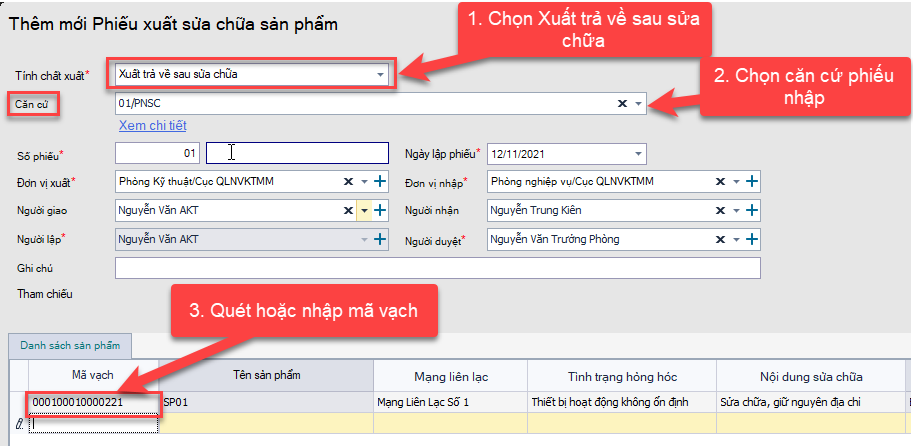 Thêm mới Phiếu xuất sửa chữa sản phẩm
1. Chọn Xuất trả về sau sửa
chữa
Tính chất xuất* Xuất trả về sau sửa chữa
2. Chọn căn cứ phiếu
nhập
Căn cứ 01/PNSC
Xem chi tiết
Số phiếu* 01 Ngày lập phiếu* 12/11/2021
Đơn vị xuất* Phòng Kỹ thuật/Cục QLNVKTMM Đơn vị nhập* Phòng nghiệp vụ/Cục QLNVKTMM
Người giao Nguyễn Văn AKT Người nhận Nguyễn Trung Kiên
Người lập* Nguyễn Văn AKT Người duyệt* Nguyễn Văn Trưởng Phòng
Ghi chú
Tham chiếu
3. Quét hoặc nhập mã vạch
Danh sách sản phẩm
Mã vạch Tên sản phẩm Mạng liên lạc Tình trạng hỏng hóc Nội dung sửa chữa
000100010000221 SP01 Mạng Liên Lạc Số 1 Thiết bị hoạt động không ổn định Sửa chữa, giữ nguyên địa chỉ